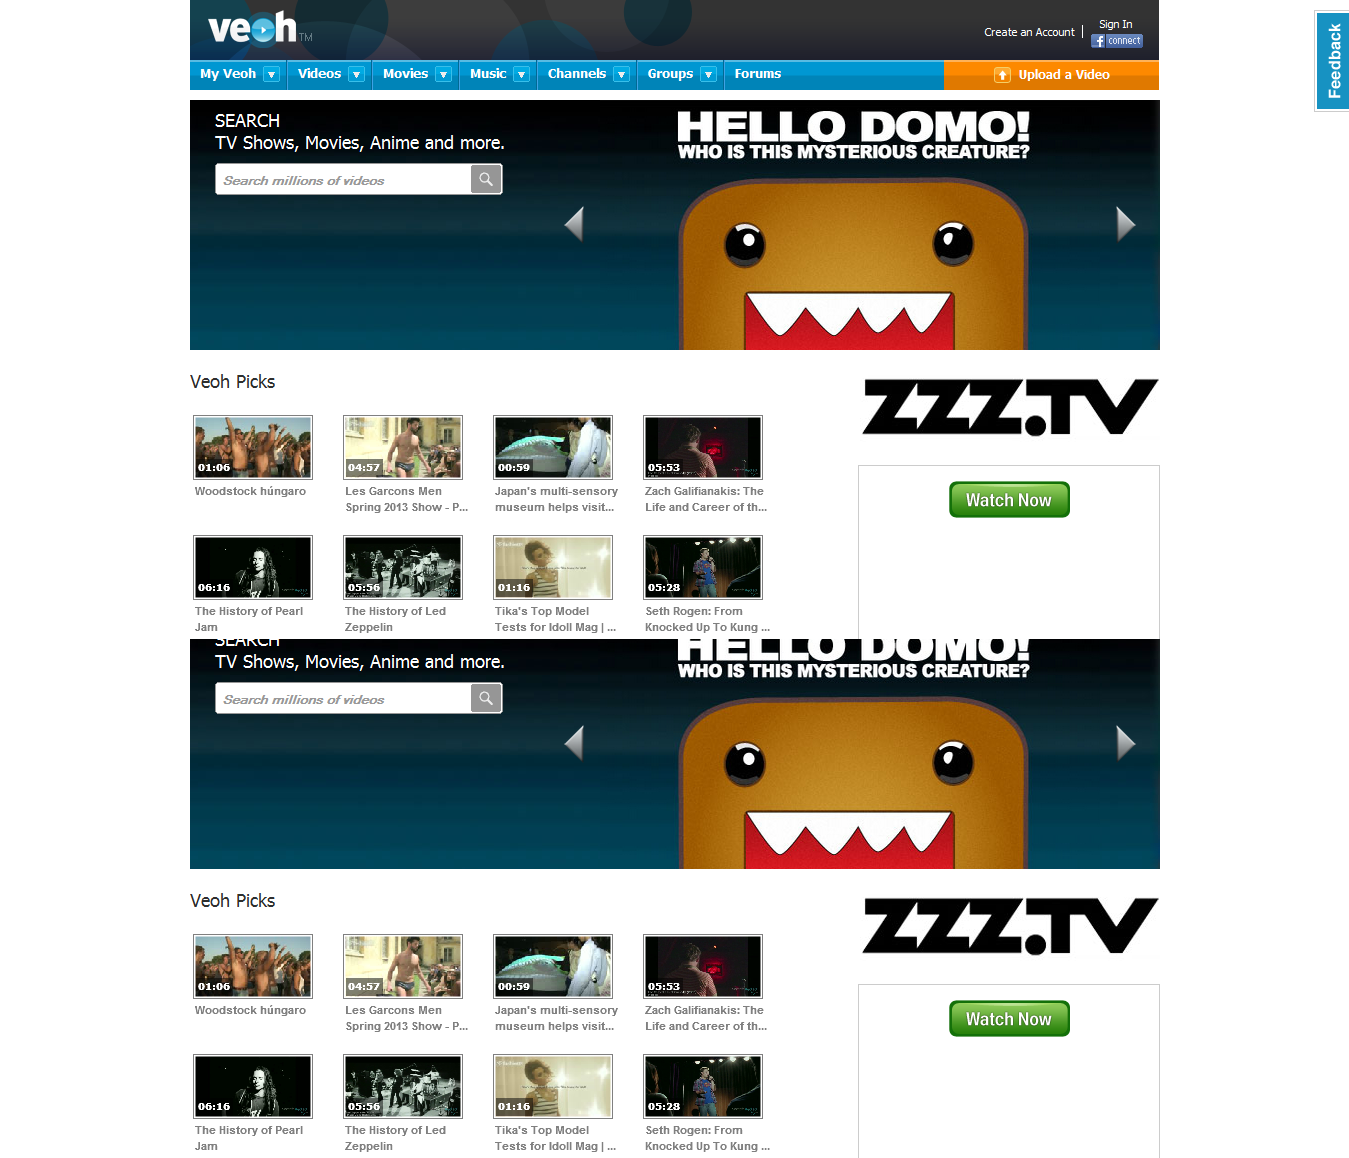 veoh TM
Create an Account
Sign In
f connect
Feedback
My Veoh Videos Movies Music Channels Groups Forums Upload a Video
SEARCH
TV Shows, Movies, Anime and more.
Search millions of videos
HELLO DOMO!
WHO IS THIS MYSTERIOUS CREATURE?
Veoh Picks
ZZZ.TV
Watch Now
01:06 04:57 00:59 05:53
Woodstock húngaro
Les Garcons Men
Spring 2013 Show - P...
Japan's multi-sensory
museum helps visit...
Zach Galifianakis: The
Life and Career of th...
06:16 05:56 01:16 05:28
The History of Pearl
Jam
The History of Led
Zeppelin
Tika's Top Model
Tests for Idoll Mag | ...
Seth Rogen: From
Knocked Up To Kung ...
SEARCH
TV Shows, Movies, Anime and more.
Search millions of videos
HELLO DOMO!
WHO IS THIS MYSTERIOUS CREATURE?
Veoh Picks
ZZZ.TV
Watch Now
01:06 04:57 00:59 05:53
Woodstock húngaro
Les Garcons Men
Spring 2013 Show - P...
Japan's multi-sensory
museum helps visit...
Zach Galifianakis: The
Life and Career of th...
06:16 05:56 01:16 05:28
The History of Pearl
Jam
The History of Led
Zeppelin
Tika's Top Model
Tests for Idoll Mag | ...
Seth Rogen: From
Knocked Up To Kung ...